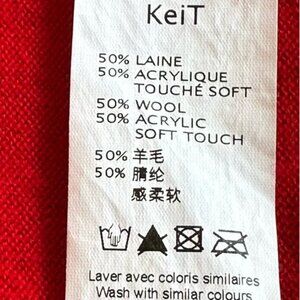 KeiT
50% LAINE
50% ACRYLIQUE
TOUCHÉ SOFT
50% WOOL
50% ACRYLIC
SOFT TOUCH
50% 羊毛
50% 腈纶
感柔软
Laver avec coloris similaires
Wash with similar colours